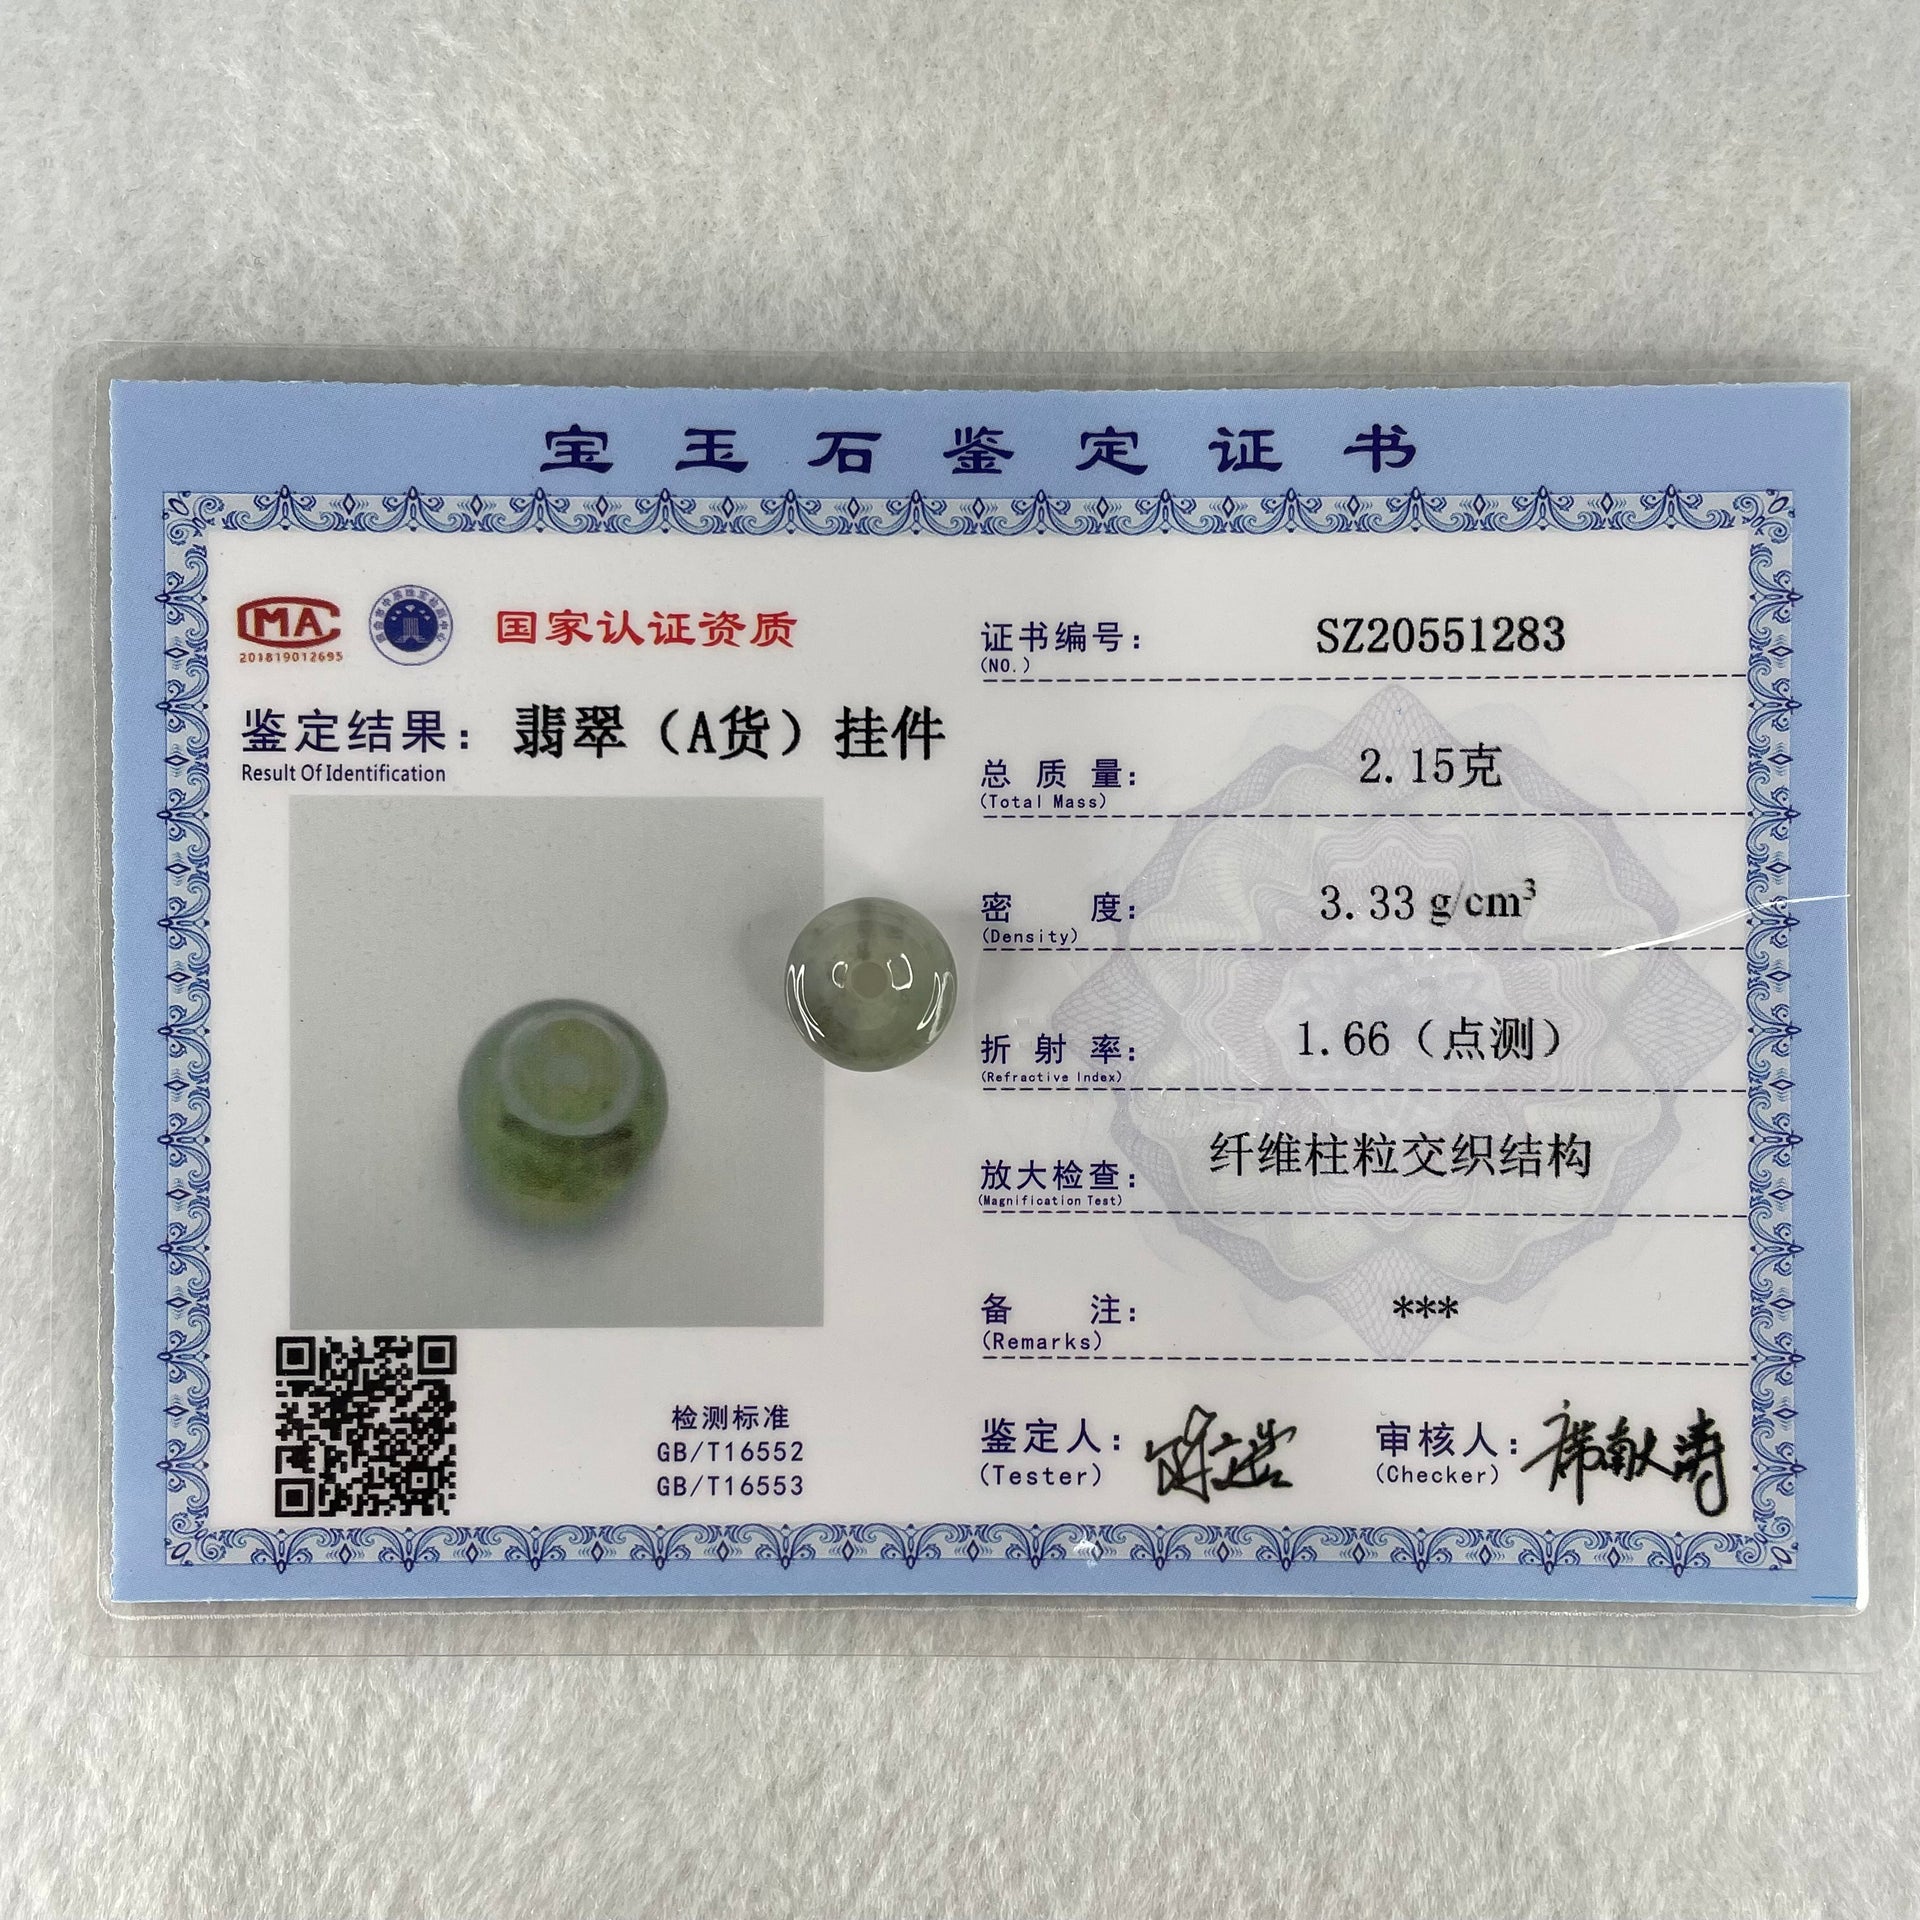 宝玉石鉴定证书
CMA
201819012695
国家认证资质
鉴定结果：翡翠（A货）挂件
Result Of Identification
证书编号： SZ20551283
(NO.)
总质量： 2.15克
(Total Mass)
密度： 3.33 g/cm³
(Density)
折射率： 1.66（点测）
(Refractive Index)
放大检查： 纤维柱粒交织结构
(Magnification Test)
备注： ***
(Remarks)
检测标准
GB/T16552
GB/T16553
鉴定人：
(Tester)
审核人：
(Checker)